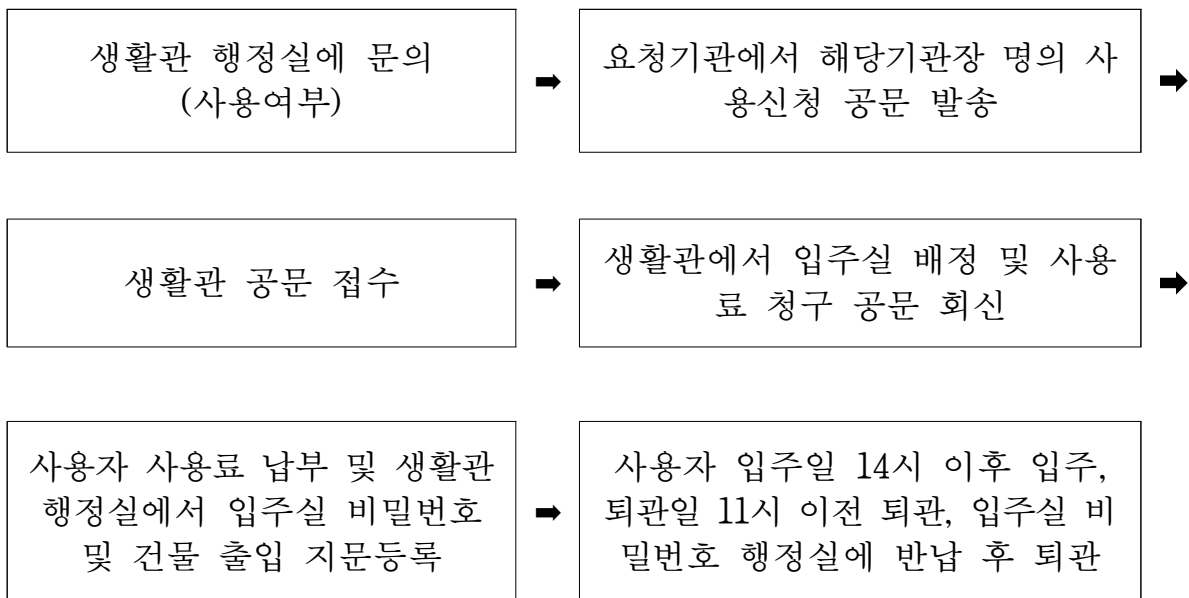 생활관 행정실에 문의
(사용여부)
➡
요청기관에서 해당기관장 명의 사
용신청 공문 발송
➡
생활관 공문 접수
➡
생활관에서 입주실 배정 및 사용
료 청구 공문 회신
➡
사용자 사용료 납부 및 생활관
행정실에서 입주실 비밀번호
및 건물 출입 지문등록
➡
사용자 입주일 14시 이후 입주,
퇴관일 11시 이전 퇴관, 입주실 비
밀번호 행정실에 반납 후 퇴관